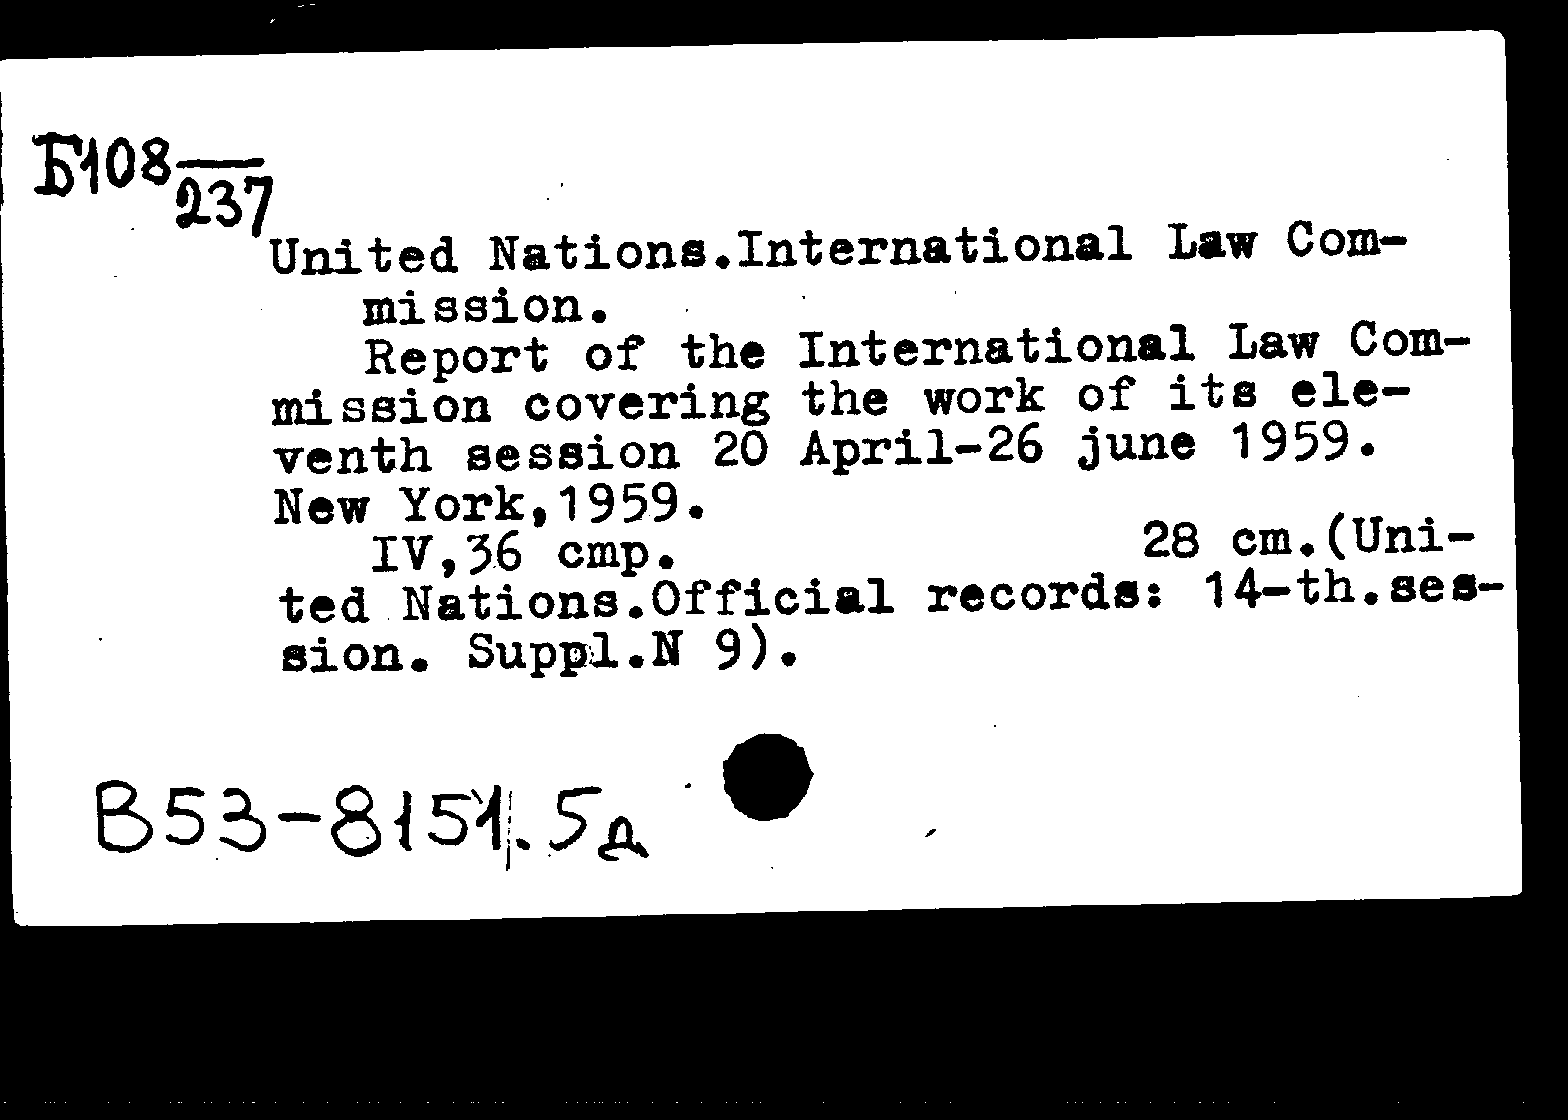 Б108
237
United Nations.International Law Com-
mission.
Report of the International Law Com-
mission covering the work of its ele-
venth session 20 April-26 june 1959.
New York,1959.
IV,36 стр. 28 cm.(Uni-
ted Nations.Official records: 14-th.ses-
sion. Suppl.N 9).
B53-8151.5д